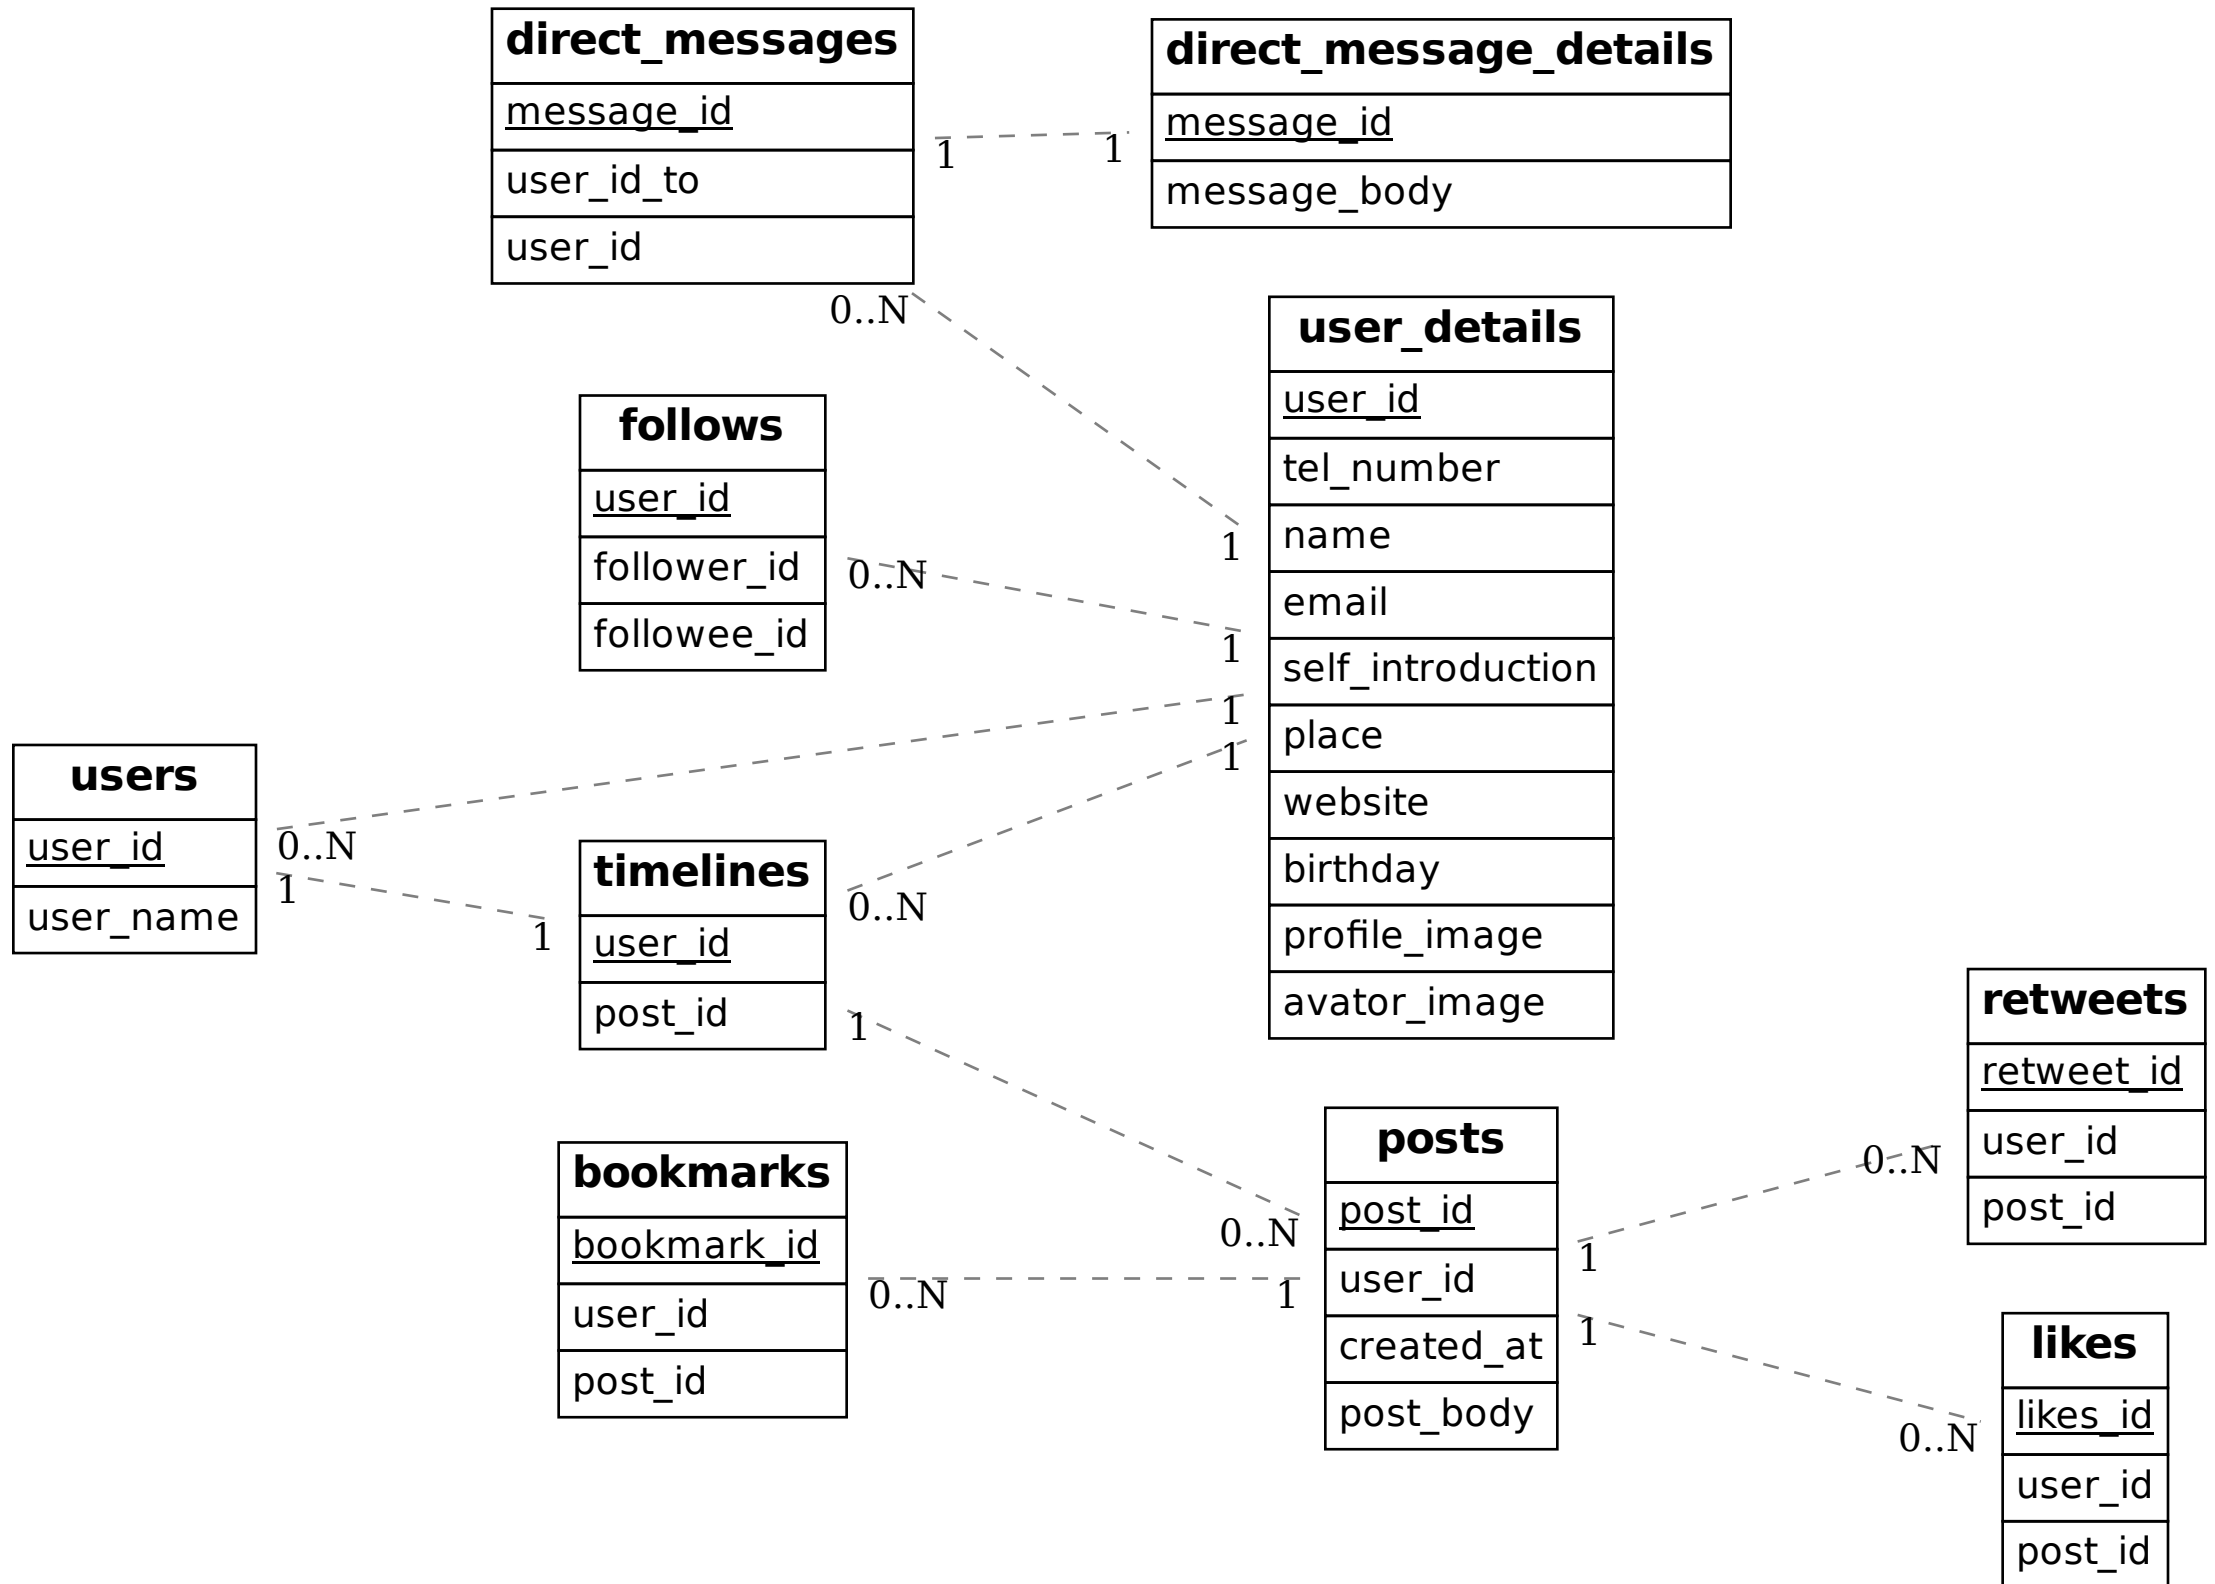 direct_messages
message_id
user_id_to
user_id
direct_message_details
message_id
message_body
1
1
0..N
user_details
user_id
tel_number
name
email
self_introduction
place
website
birthday
profile_image
avator_image
1
1
1
1
follows
user_id
follower_id
followee_id
0..N
users
user_id
user_name
0..N
1
timelines
user_id
post_id
1
0..N
1
bookmarks
bookmark_id
user_id
post_id
0..N
posts
post_id
user_id
created_at
post_body
0..N
1
1
1
retweets
retweet_id
user_id
post_id
0..N
likes
likes_id
user_id
post_id
0..N